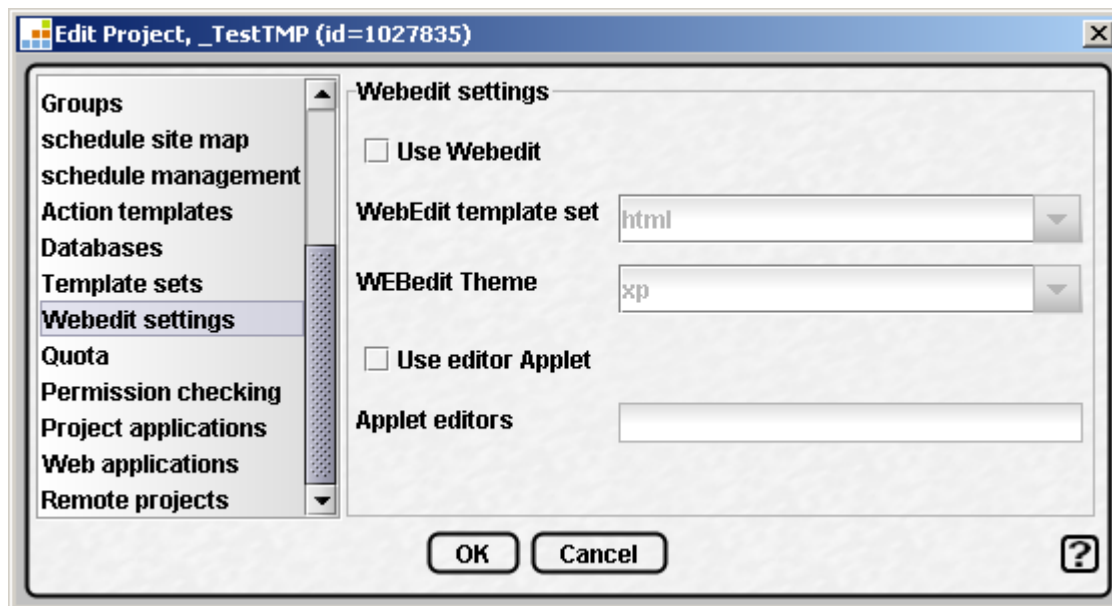 Edit Project, _TestTMP (id=1027835)
Groups
schedule site map
schedule management
Action templates
Databases
Template sets
Webedit settings
Quota
Permission checking
Project applications
Web applications
Remote projects
Webedit settings
Use Webedit
WebEdit template set html
WEBedit Theme xp
Use editor Applet
Applet editors
OK Cancel ?